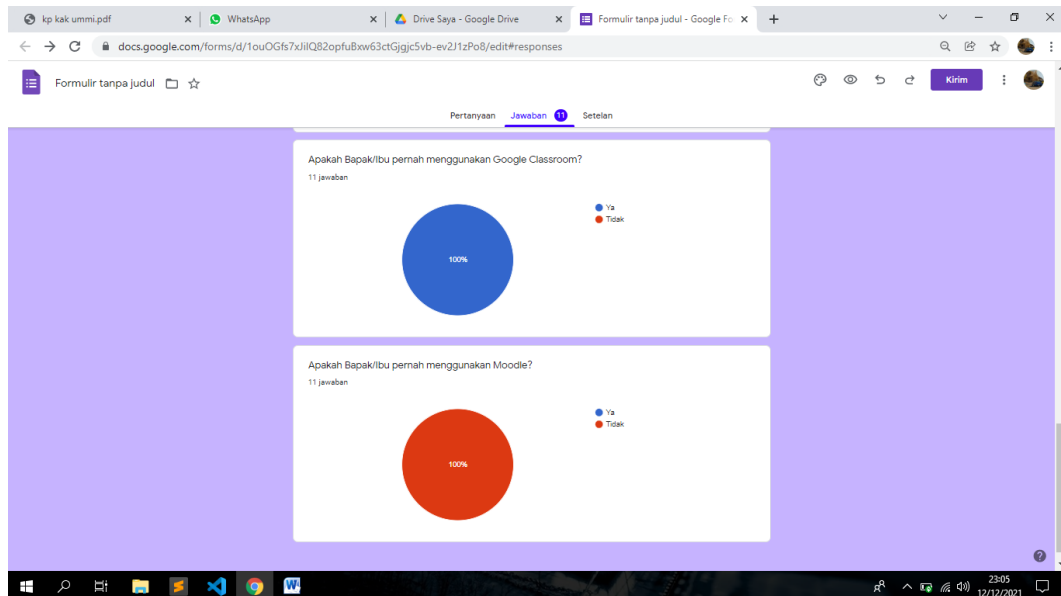 kp kak ummi.pdf
WhatsApp
Drive Saya - Google Drive
Formulir tanpa judul - Google Fo
docs.google.com/forms/d/1ouOGfs7xJilQ82opfuBxw63ctGjgjc5vb-ev2J1zPo8/edit#responses
Formulir tanpa judul
Kirim
Pertanyaan Jawaban 11 Setelan
Apakah Bapak/Ibu pernah menggunakan Google Classroom?
11 jawaban
Ya
Tidak
100%
Apakah Bapak/Ibu pernah menggunakan Moodle?
11 jawaban
Ya
Tidak
100%
23:05
12/12/2021